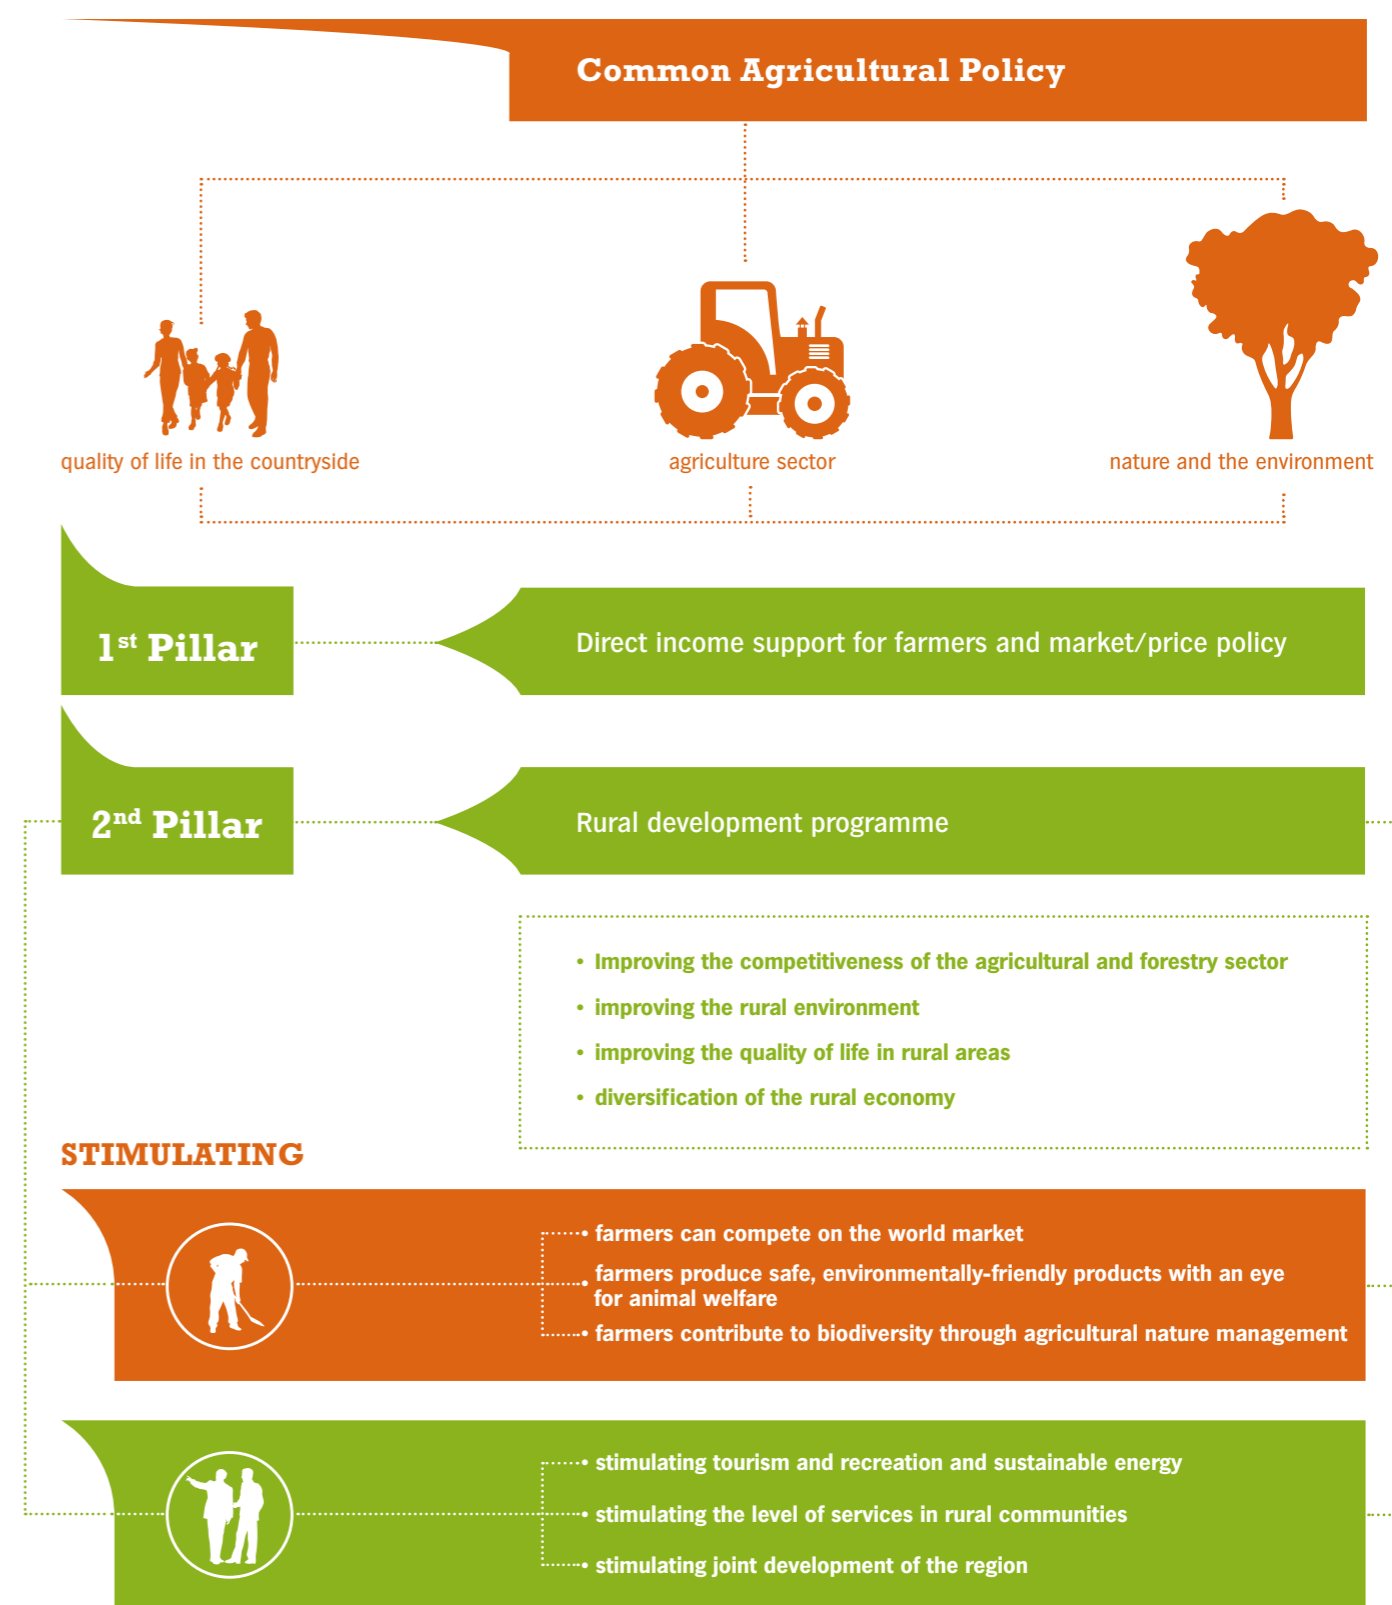 Common Agricultural Policy
quality of life in the countryside
agriculture sector
nature and the environment
1st Pillar
Direct income support for farmers and market/price policy
2nd Pillar
Rural development programme
• Improving the competitiveness of the agricultural and forestry sector
• improving the rural environment
• improving the quality of life in rural areas
• diversification of the rural economy
STIMULATING
• farmers can compete on the world market
• farmers produce safe, environmentally-friendly products with an eye
for animal welfare
• farmers contribute to biodiversity through agricultural nature management
• stimulating tourism and recreation and sustainable energy
• stimulating the level of services in rural communities
• stimulating joint development of the region